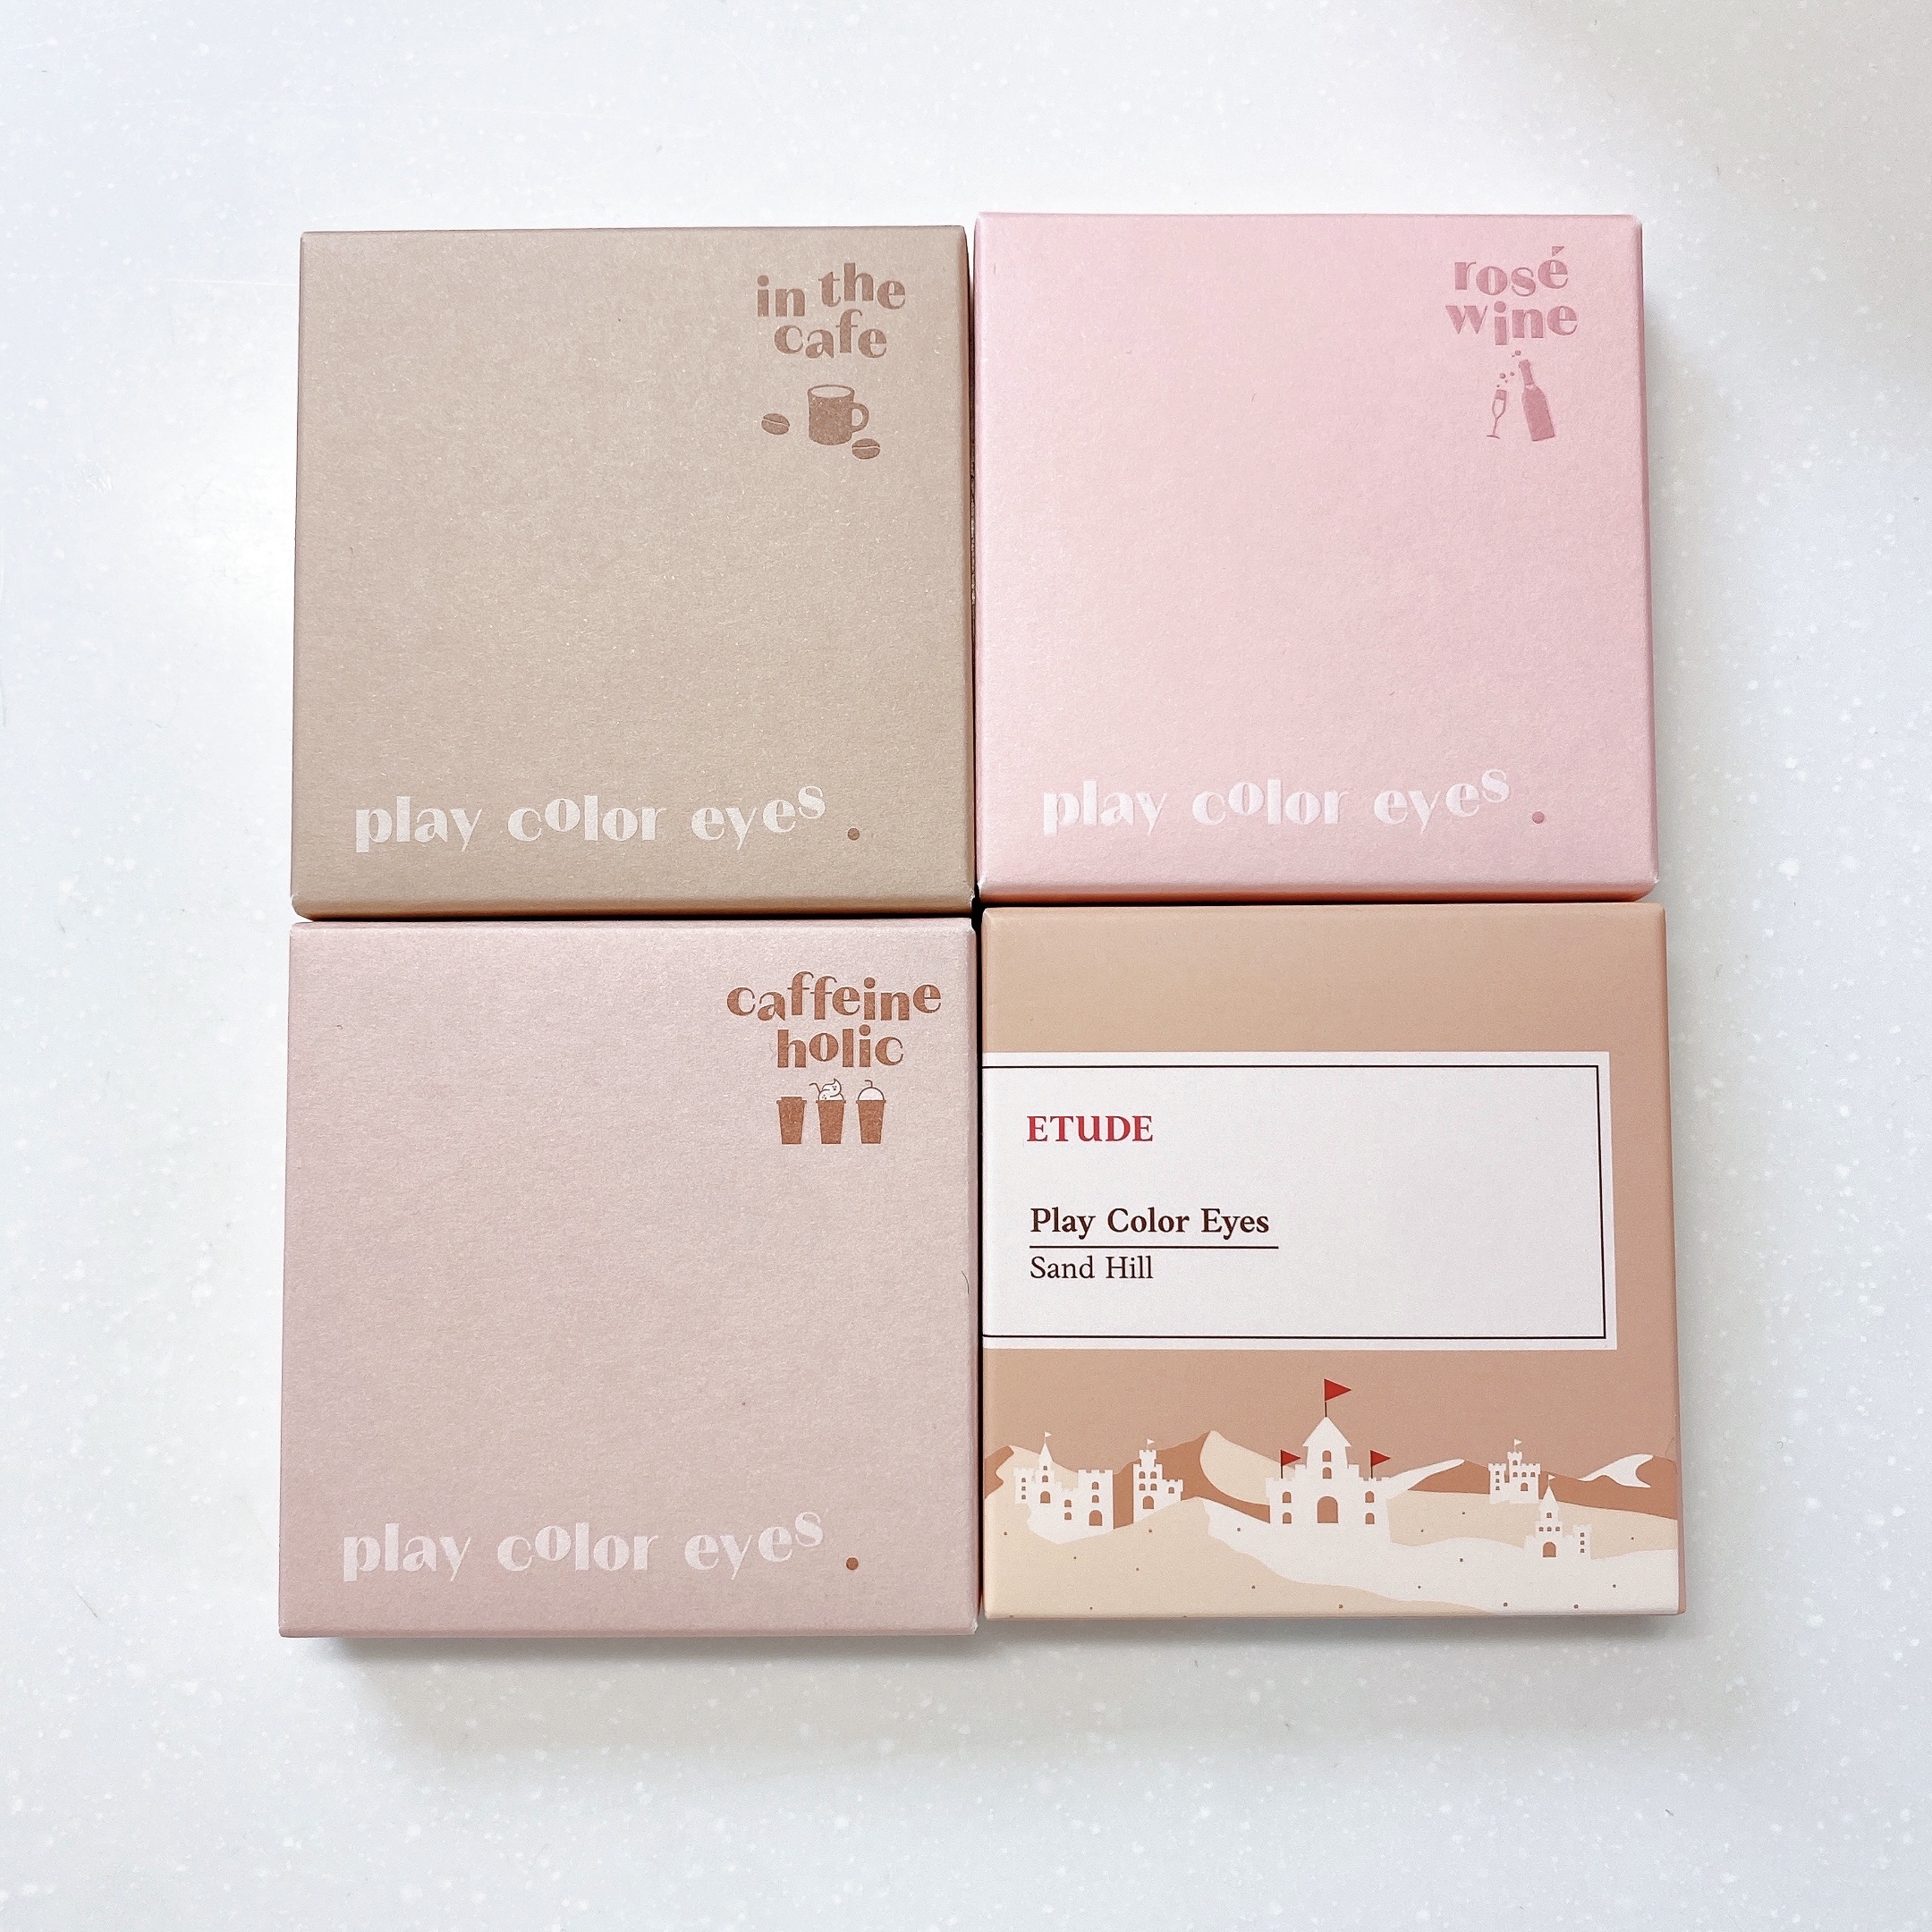 in the
cafe
play color eyes.
rosé
wine
play color eyes.
caffeine
holic
play color eyes.
ETUDE
Play Color Eyes
Sand Hill